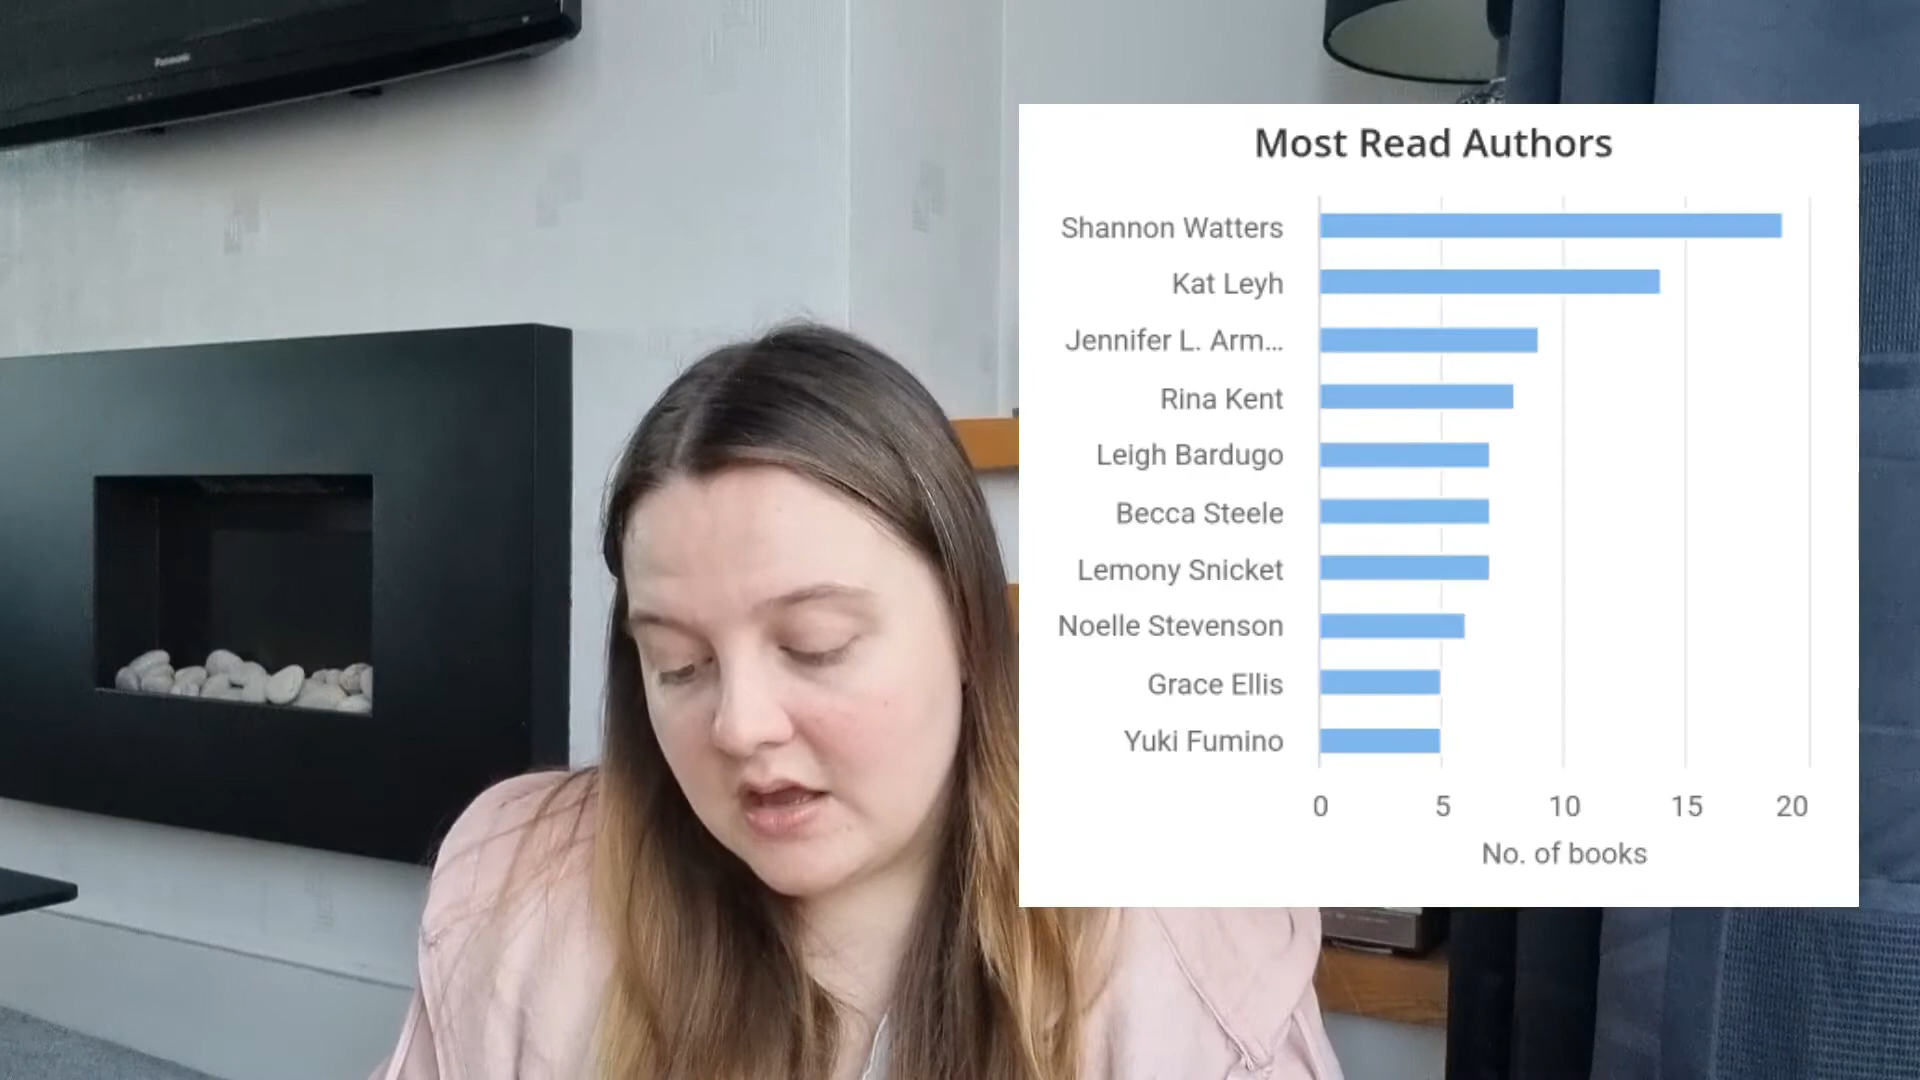 Panasonic
Most Read Authors
Shannon Watters
Kat Leyh
Jennifer L. Arm...
Rina Kent
Leigh Bardugo
Becca Steele
Lemony Snicket
Noelle Stevenson
Grace Ellis
Yuki Fumino
0 5 10 15 20
No. of books